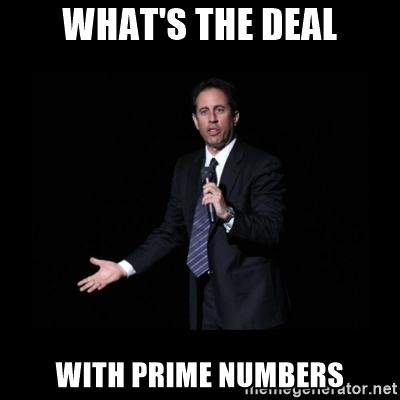 WHAT'S THE DEAL
WITH PRIME NUMBERS
memegenerator.net